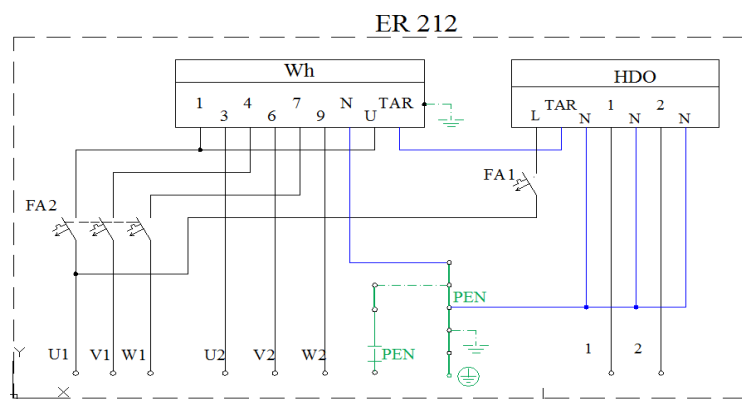 ER 212
Wh
HDO
1 3 4 6 7 9 N U TAR
L TAR N 1 N 2 N
FA1
FA2
PEN
PEN
U1 V1 W1 U2 V2 W2
1 2
Y
X